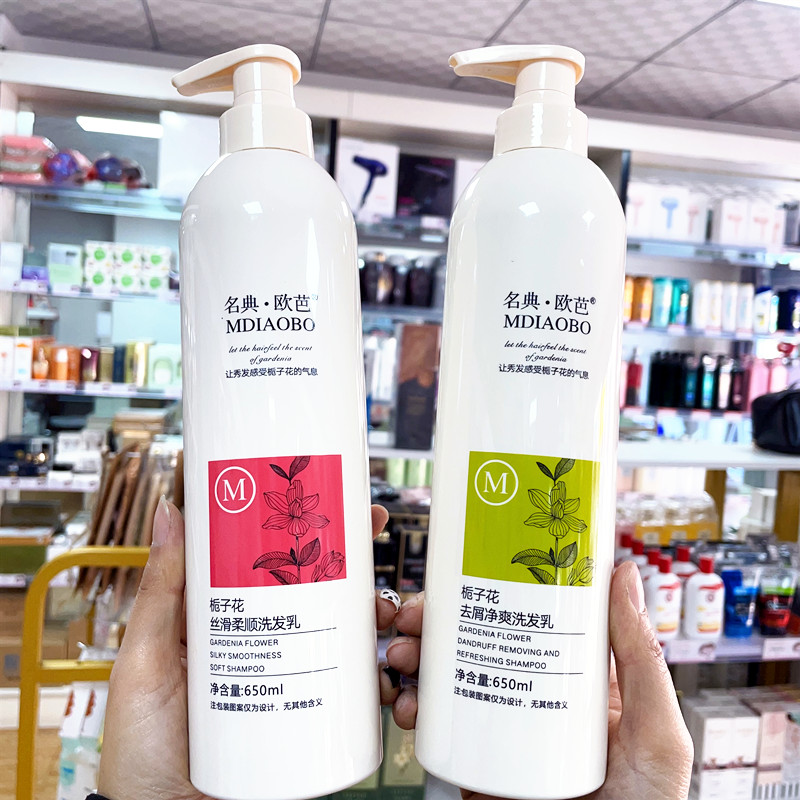 名典·欧芭
MDIAOBO
let the hairfeel the scent
of gardenia
让秀发感受栀子花的气息
M
栀子花
丝滑柔顺洗发乳
GARDENIA FLOWER
SILKY SMOOTHNESS
SOFT SHAMPOO
净含量:650ml
注:包装图案仅为设计，无其他含义
名典·欧芭®
MDIAOBO
let the hairfeel the scent
of gardenia
让秀发感受栀子花的气息
M
栀子花
去屑净爽洗发乳
GARDENIA FLOWER
DANDRUFF REMOVING AND
REFRESHING SHAMPOO
净含量:650ml
注:包装图案仅为设计，无其他含义